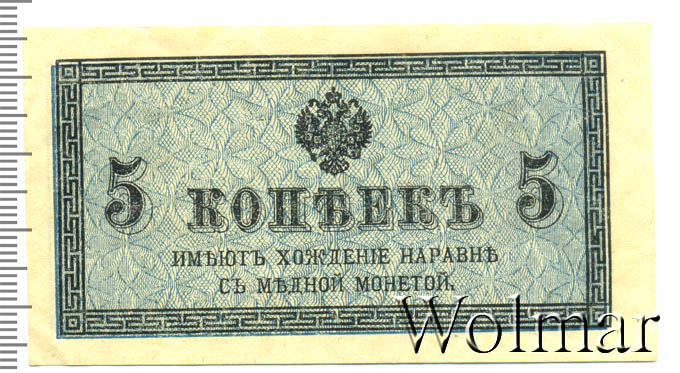 5 КОПѢЕКЪ 5
ИМѢЮТЪ ХОЖДЕНІЕ НАРАВНѢ
СЪ МѢДНОЙ МОНЕТОЙ.
Wolmar